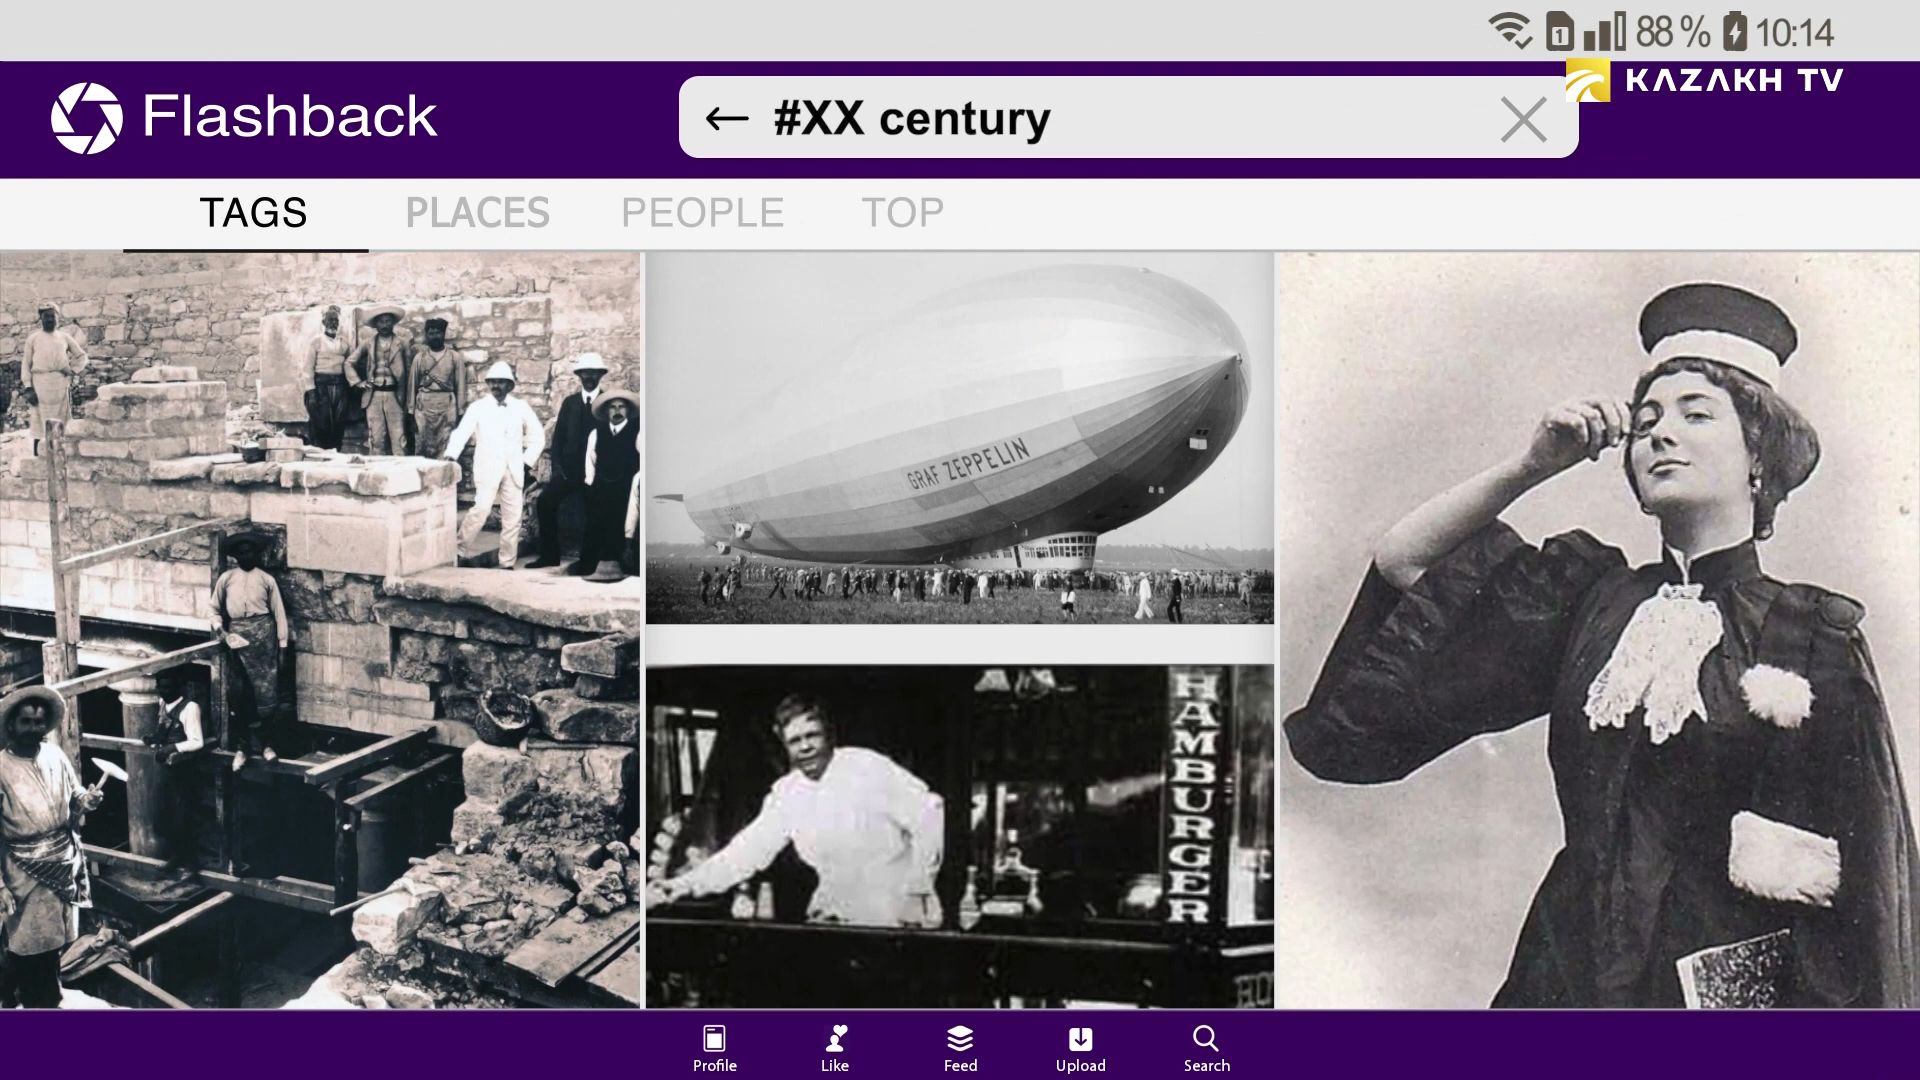 88 % 10:14
KAZAKH TV
Flashback
#XX century
TAGS PLACES PEOPLE TOP
GRAF ZEPPELIN
HAMBURGER
Profile Like Feed Upload Search